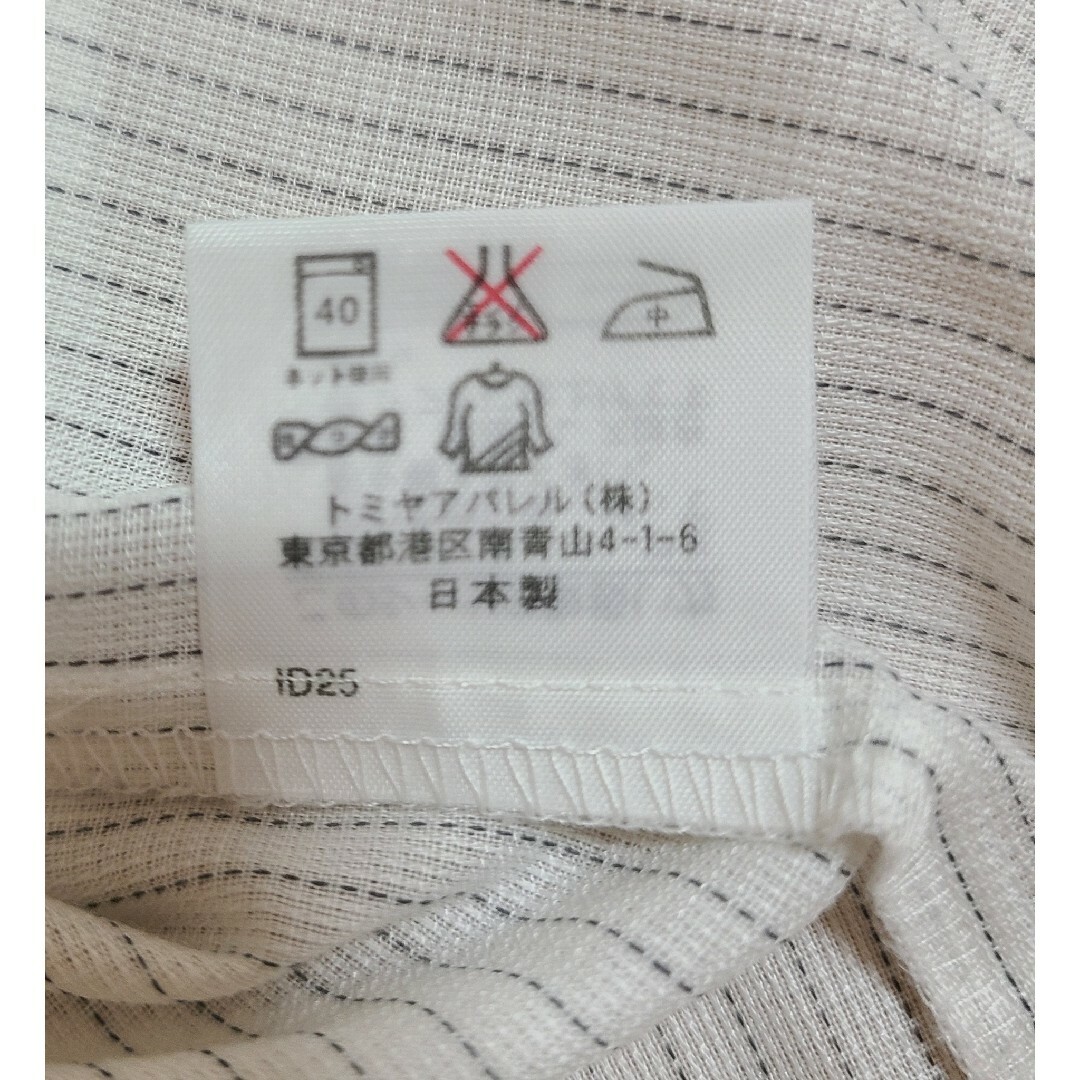 40
中
ネット使用
トミヤアパレル(株)
東京都港区南青山4-1-6
日本製
ID25